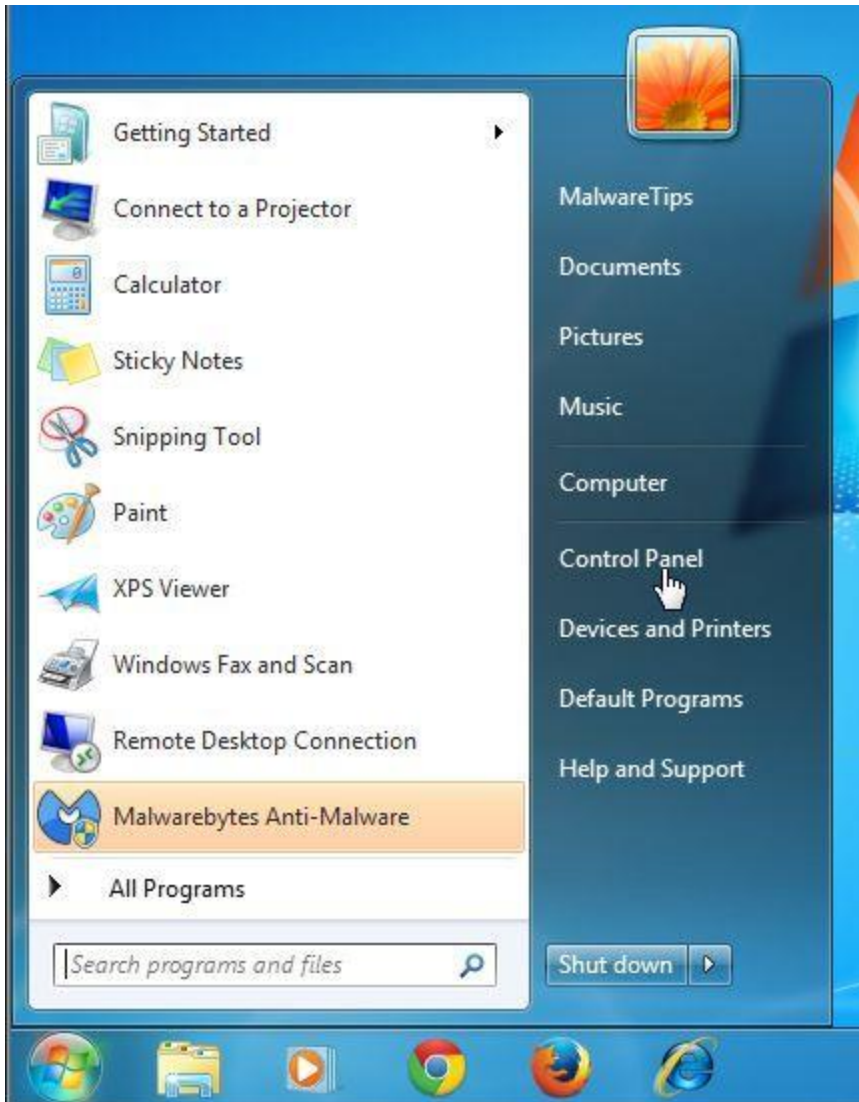 Getting Started
Connect to a Projector
Calculator
Sticky Notes
Snipping Tool
Paint
XPS Viewer
Windows Fax and Scan
Remote Desktop Connection
Malwarebytes Anti-Malware
All Programs
Search programs and files
MalwareTips
Documents
Pictures
Music
Computer
Control Panel
Devices and Printers
Default Programs
Help and Support
Shut down